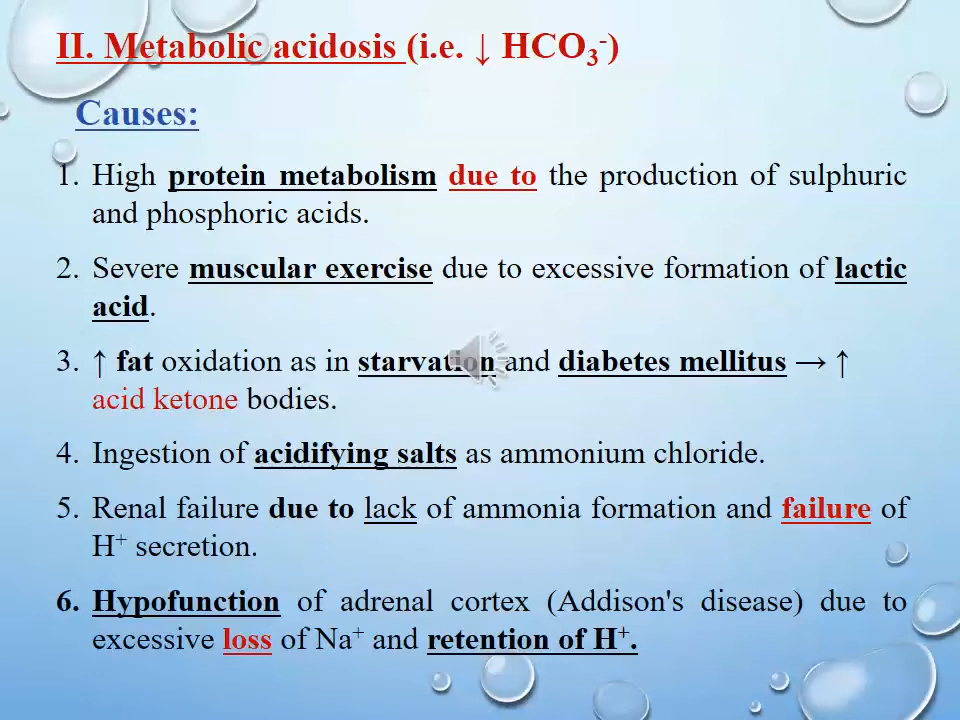 II. Metabolic acidosis (i.e. ↓ HCO₃⁻)
Causes:
1. High protein metabolism due to the production of sulphuric
and phosphoric acids.
2. Severe muscular exercise due to excessive formation of lactic
acid.
3. ↑ fat oxidation as in starvation and diabetes mellitus → ↑
acid ketone bodies.
4. Ingestion of acidifying salts as ammonium chloride.
5. Renal failure due to lack of ammonia formation and failure of
H⁺ secretion.
6. Hypofunction of adrenal cortex (Addison's disease) due to
excessive loss of Na⁺ and retention of H⁺.